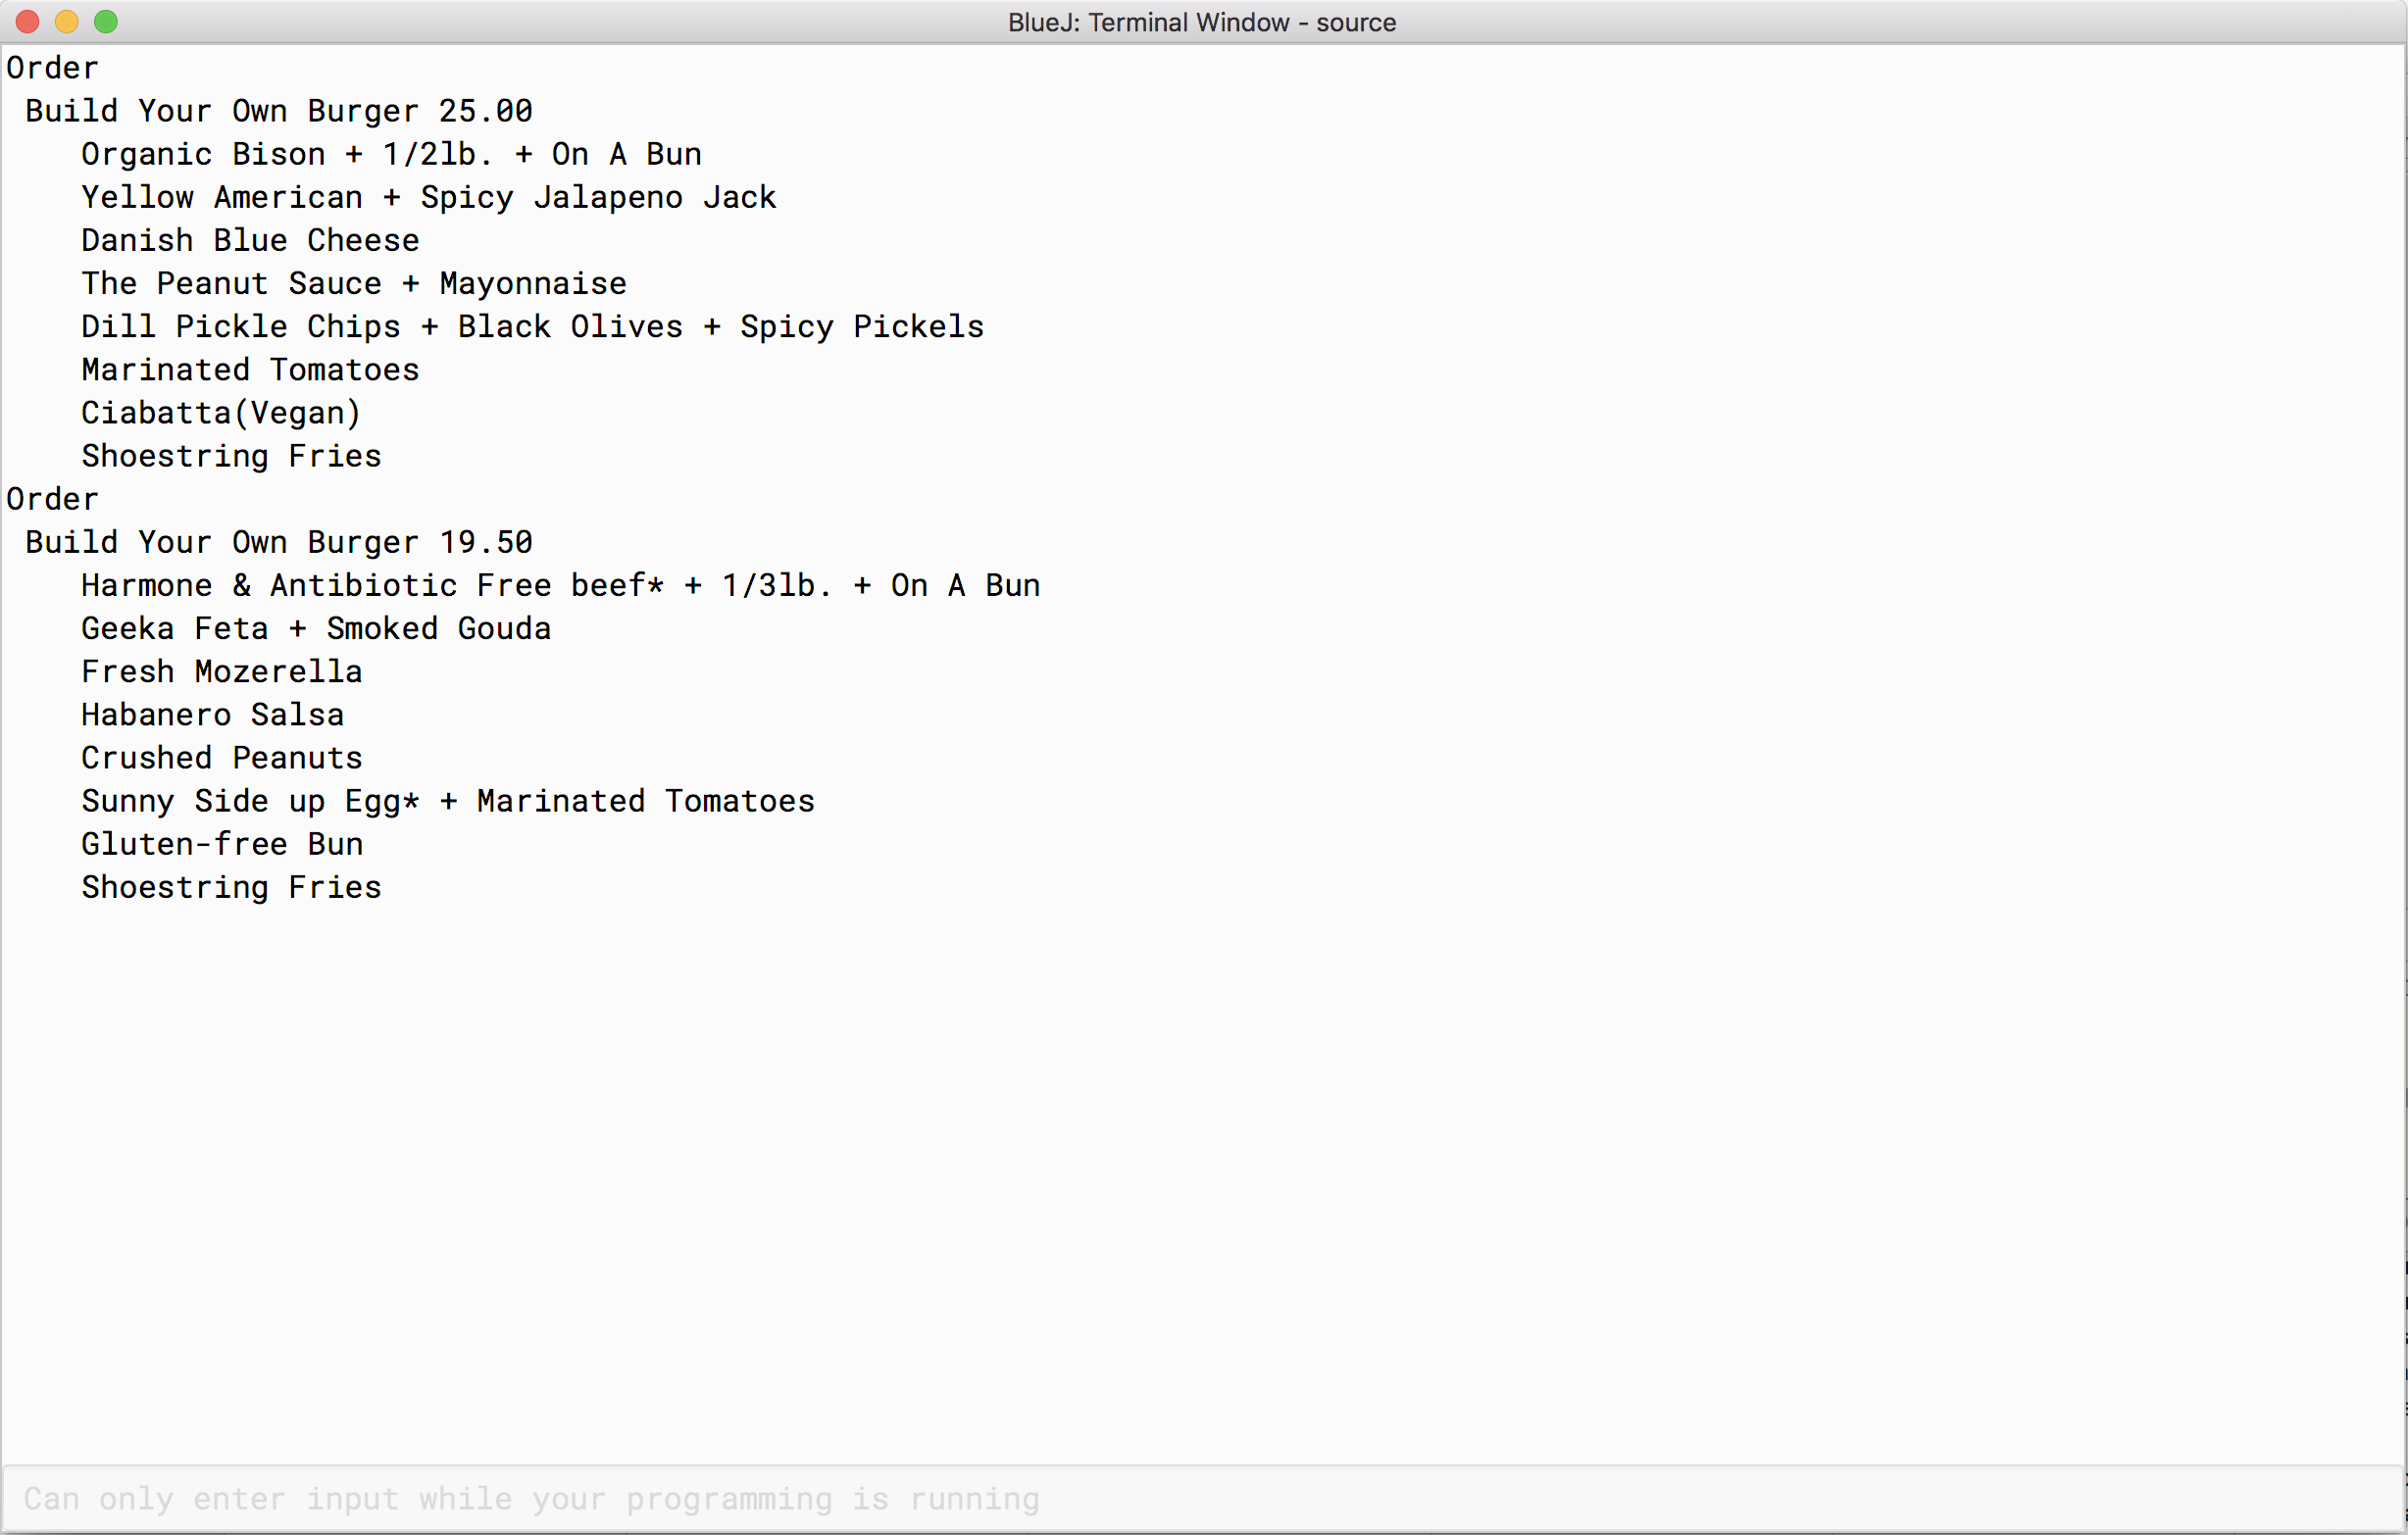 BlueJ: Terminal Window - source
Order
Build Your Own Burger 25.00
Organic Bison + 1/2lb. + On A Bun
Yellow American + Spicy Jalapeno Jack
Danish Blue Cheese
The Peanut Sauce + Mayonnaise
Dill Pickle Chips + Black Olives + Spicy Pickels
Marinated Tomatoes
Ciabatta(Vegan)
Shoestring Fries
Order
Build Your Own Burger 19.50
Harmone & Antibiotic Free beef* + 1/3lb. + On A Bun
Geeka Feta + Smoked Gouda
Fresh Mozerella
Habanero Salsa
Crushed Peanuts
Sunny Side up Egg* + Marinated Tomatoes
Gluten-free Bun
Shoestring Fries
Can only enter input while your programming is running